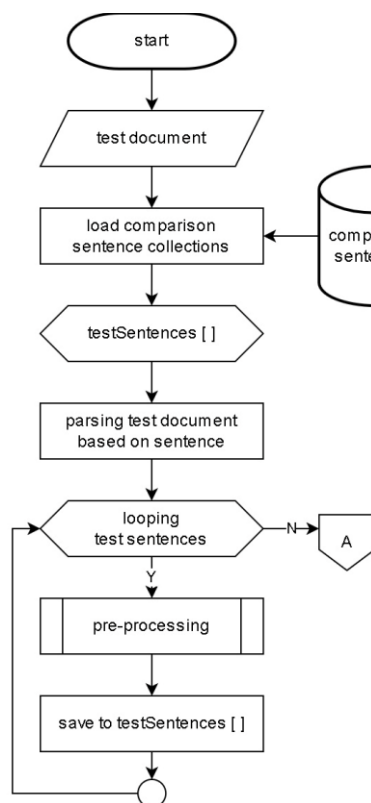 start
test document
load comparison
sentence collections
testSentences [ ]
parsing test document
based on sentence
looping
test sentences
N
A
Y
pre-processing
save to testSentences [ ]